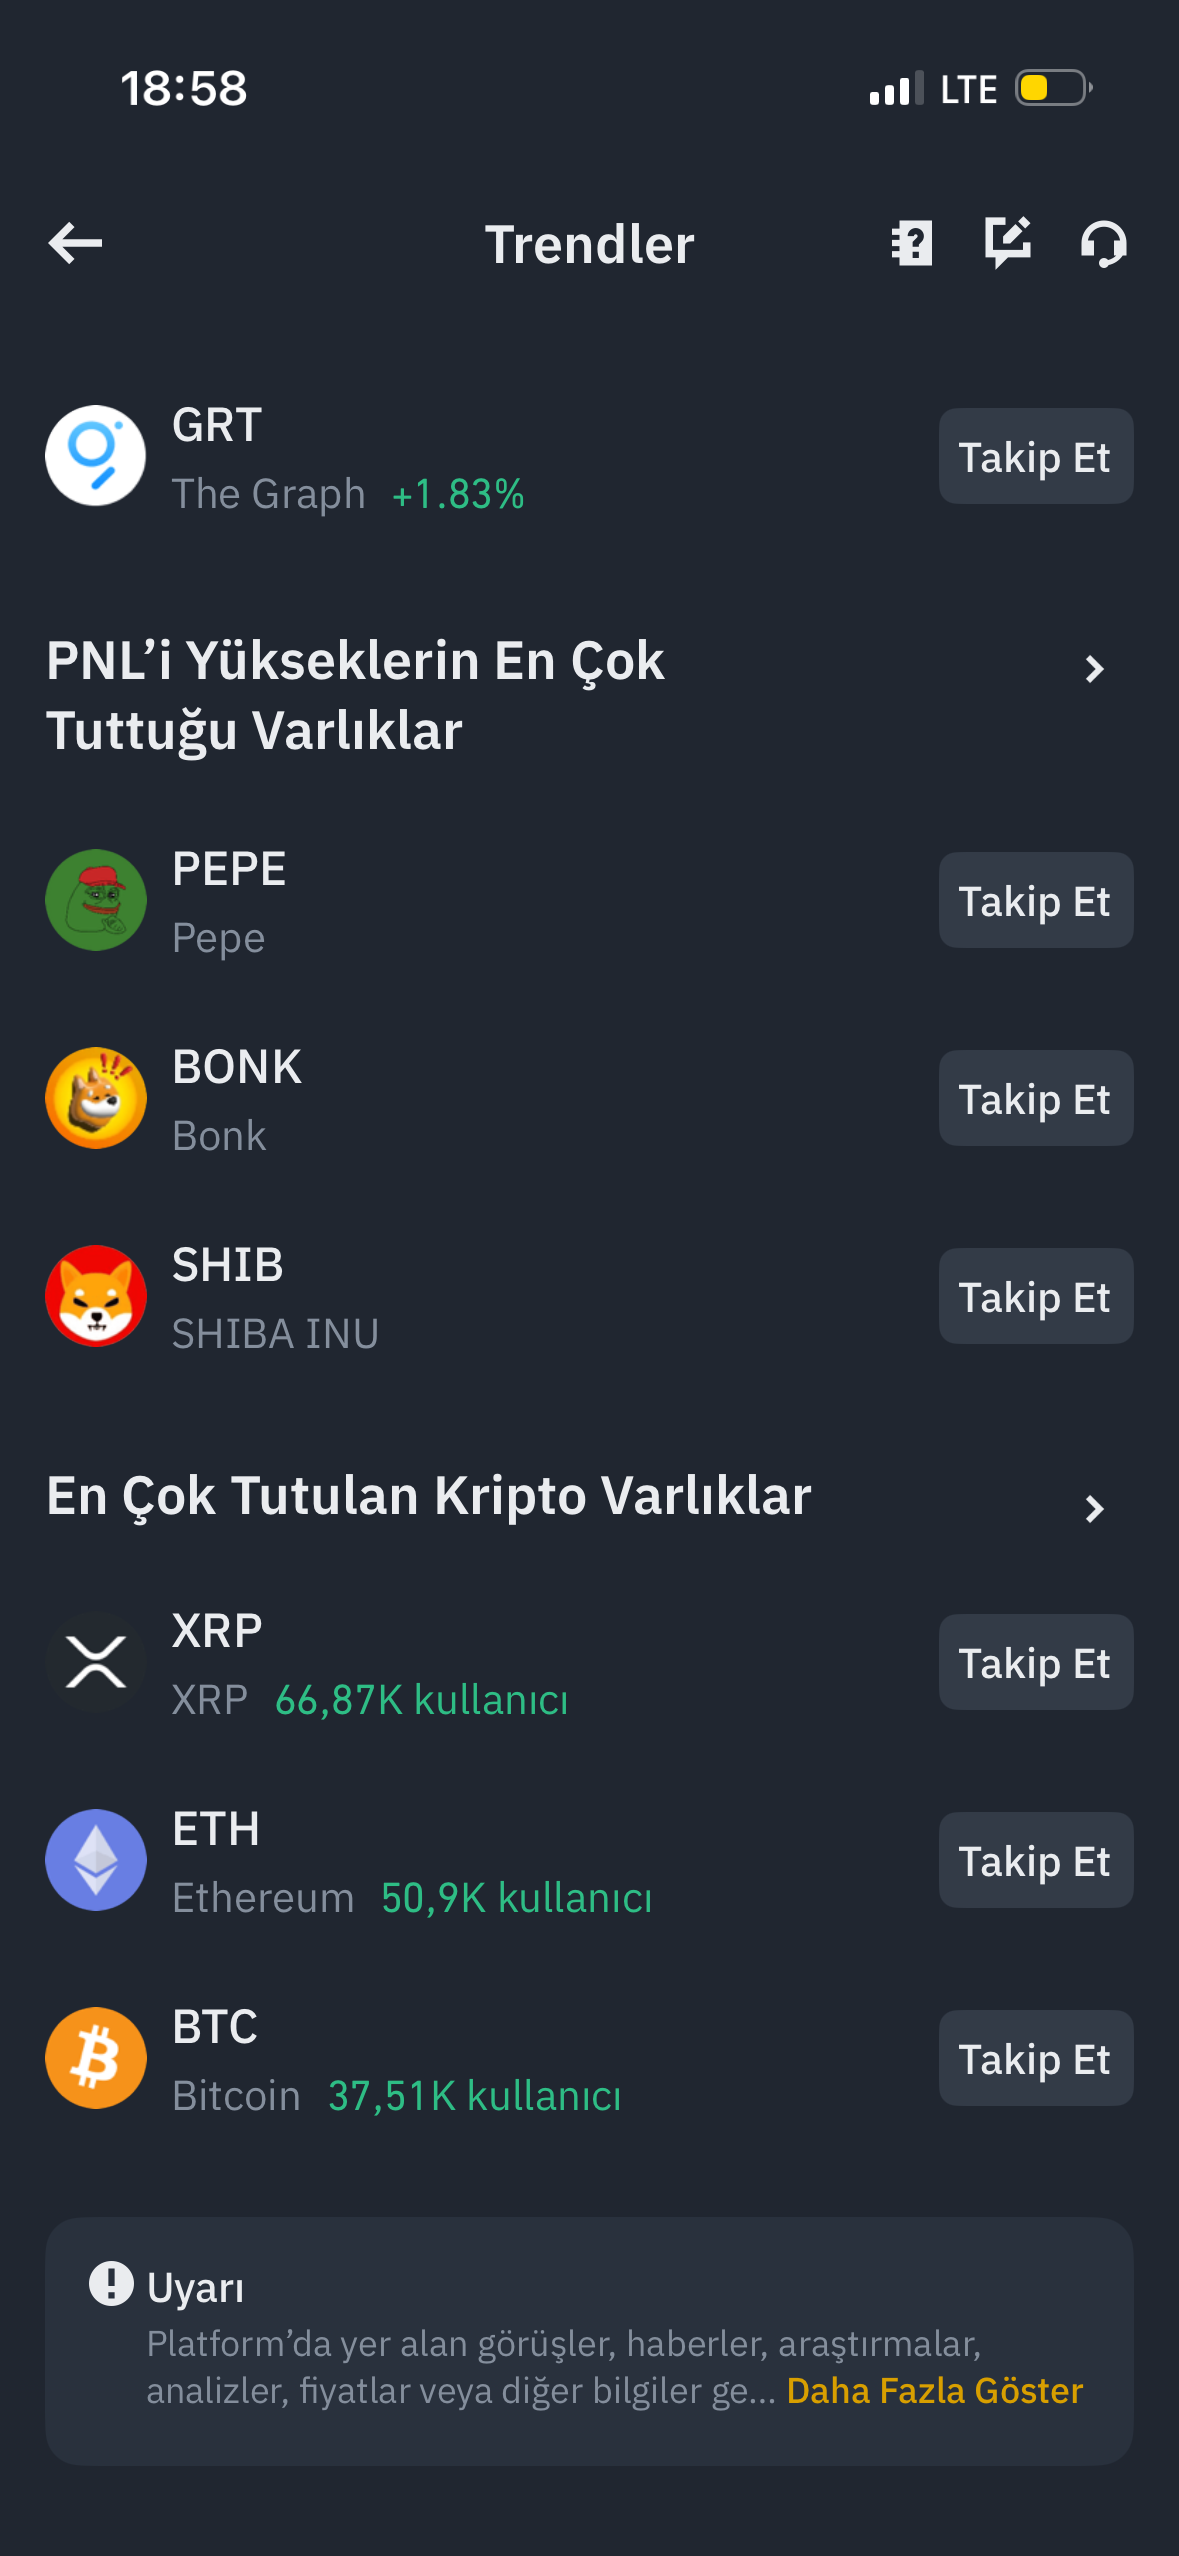 18:58
LTE
Trendler
GRT
The Graph +1.83%
Takip Et
PNL’i Yükseklerin En Çok
Tuttuğu Varlıklar
PEPE
Pepe
Takip Et
BONK
Bonk
Takip Et
SHIB
SHIBA INU
Takip Et
En Çok Tutulan Kripto Varlıklar
XRP
XRP 66,87K kullanıcı
Takip Et
ETH
Ethereum 50,9K kullanıcı
Takip Et
BTC
Bitcoin 37,51K kullanıcı
Takip Et
Uyarı
Platform’da yer alan görüşler, haberler, araştırmalar,
analizler, fiyatlar veya diğer bilgiler ge... Daha Fazla Göster